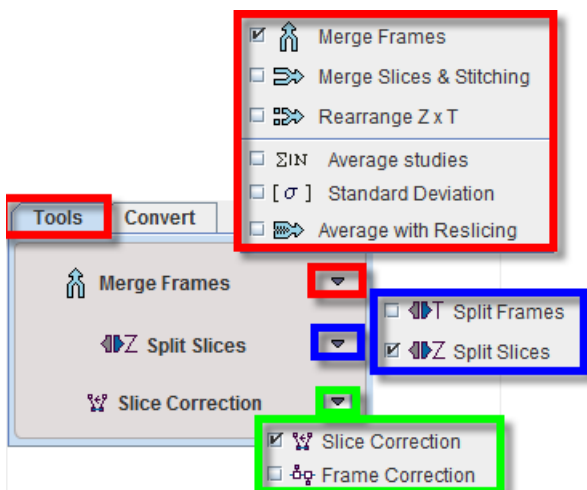 Merge Frames
Merge Slices & Stitching
Rearrange Z x T
ΣIN Average studies
[σ] Standard Deviation
Average with Reslicing
Tools Convert
Merge Frames
Z Split Slices
Slice Correction
T Split Frames
Z Split Slices
Slice Correction
Frame Correction